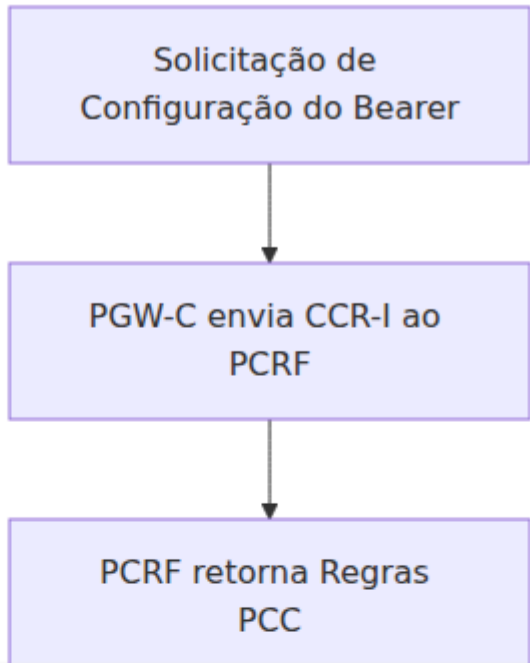 Solicitação de
Configuração do Bearer
PGW-C envia CCR-I ao
PCRF
PCRF retorna Regras
PCC